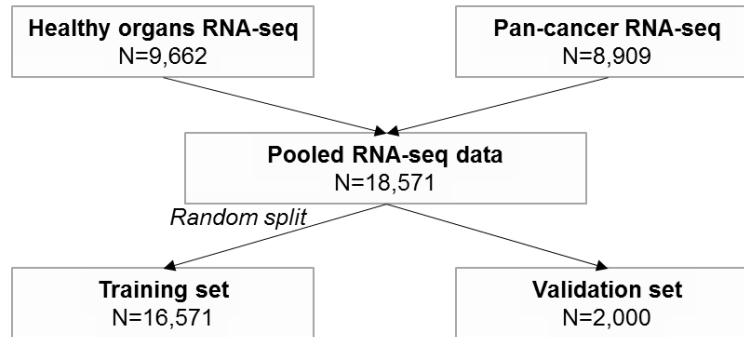 Healthy organs RNA-seq
N=9,662
Pan-cancer RNA-seq
N=8,909
Pooled RNA-seq data
N=18,571
Random split
Training set
N=16,571
Validation set
N=2,000